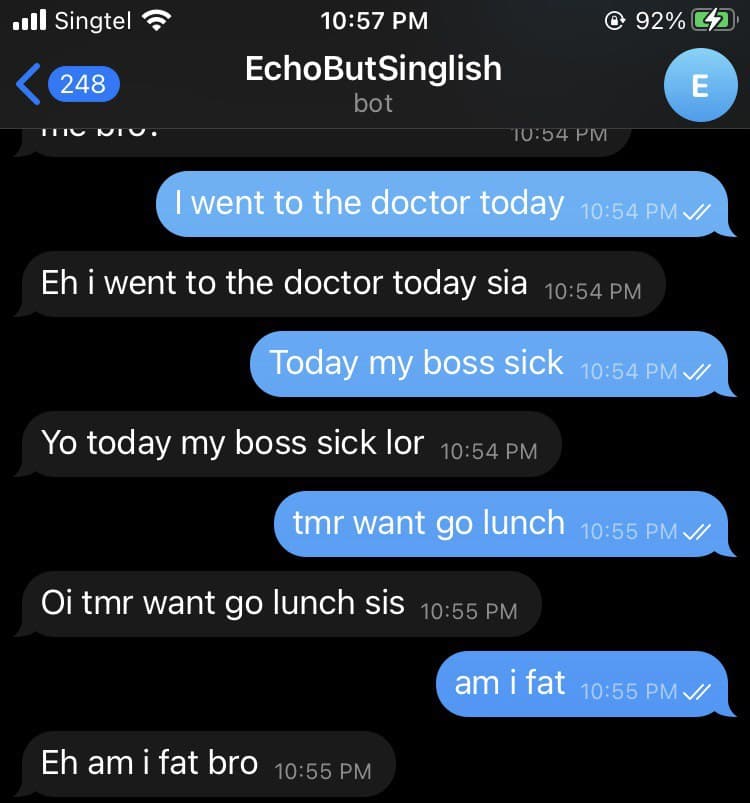 Singtel 10:57 PM 92%
248 EchoButSinglish E
bot
bro. 10:54 PM
I went to the doctor today 10:54 PM
Eh i went to the doctor today sia 10:54 PM
Today my boss sick 10:54 PM
Yo today my boss sick lor 10:54 PM
tmr want go lunch 10:55 PM
Oi tmr want go lunch sis 10:55 PM
am i fat 10:55 PM
Eh am i fat bro 10:55 PM